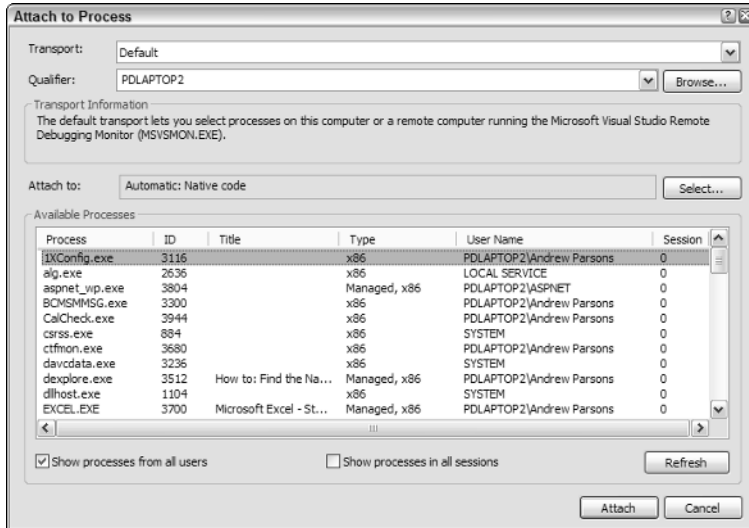 Attach to Process
Transport: Default
Qualifier: PDLAPTOP2 Browse...
Transport Information
The default transport lets you select processes on this computer or a remote computer running the Microsoft Visual Studio Remote
Debugging Monitor (MSVSMON.EXE).
Attach to: Automatic: Native code Select...
Available Processes
Process ID Title Type User Name Session
1XConfig.exe 3116 x86 PDLAPTOP2\Andrew Parsons 0
alg.exe 2636 x86 LOCAL SERVICE 0
aspnet_wp.exe 3804 Managed, x86 PDLAPTOP2\ASPNET 0
BCMSMMSG.exe 3300 x86 PDLAPTOP2\Andrew Parsons 0
CalCheck.exe 3944 x86 PDLAPTOP2\Andrew Parsons 0
csrss.exe 884 x86 SYSTEM 0
ctfmon.exe 3680 x86 PDLAPTOP2\Andrew Parsons 0
davcdata.exe 3236 x86 SYSTEM 0
dexplore.exe 3512 How to: Find the Na... Managed, x86 PDLAPTOP2\Andrew Parsons 0
dllhost.exe 1104 x86 SYSTEM 0
EXCEL.EXE 3700 Microsoft Excel - St... Managed, x86 PDLAPTOP2\Andrew Parsons 0
Show processes from all users Show processes in all sessions Refresh
Attach Cancel